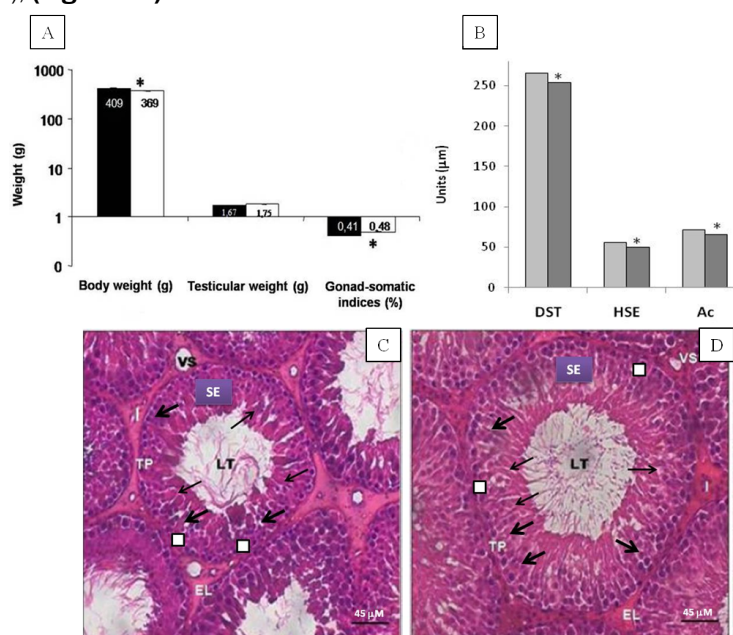 A
B
1000
100
10
1
0
Weight (g)
*
409
369
1,67
1,75
0,41
0,48
*
Body weight (g)
Testicular weight (g)
Gonad-somatic
indices (%)
250
200
150
100
50
0
Units (µm)
*
*
*
DST
HSE
Ac
C
VS
SE
I
LT
TP
EL
45 µM
D
VS
SE
LT
I
TP
EL
45 µM